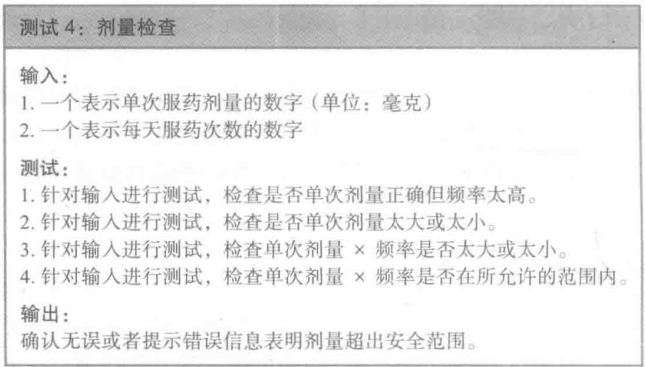 测试 4：剂量检查
输入：
1. 一个表示单次服药剂量的数字（单位：毫克）
2. 一个表示每天服药次数的数字
测试：
1. 针对输入进行测试，检查是否单次剂量正确但频率太高。
2. 针对输入进行测试，检查是否单次剂量太大或太小。
3. 针对输入进行测试，检查单次剂量 × 频率是否太大或太小。
4. 针对输入进行测试，检查单次剂量 × 频率是否在所允许的范围内。
输出：
确认无误或者提示错误信息表明剂量超出安全范围。